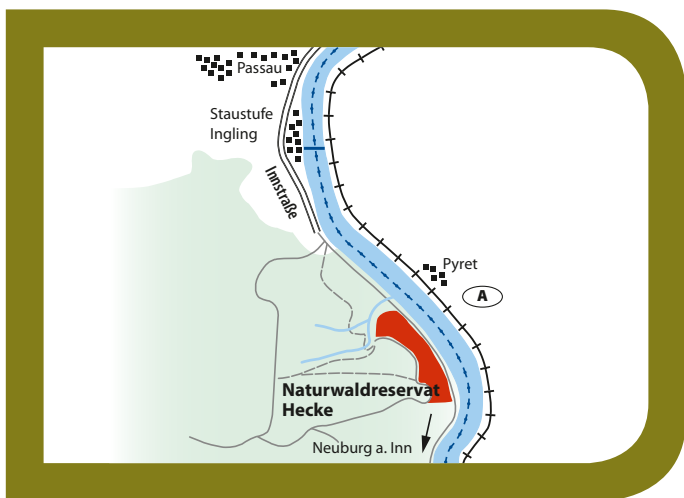 Passau
Staustufe
Ingling
Innstraße
Pyret
A
Naturwaldreservat
Hecke
Neuburg a. Inn